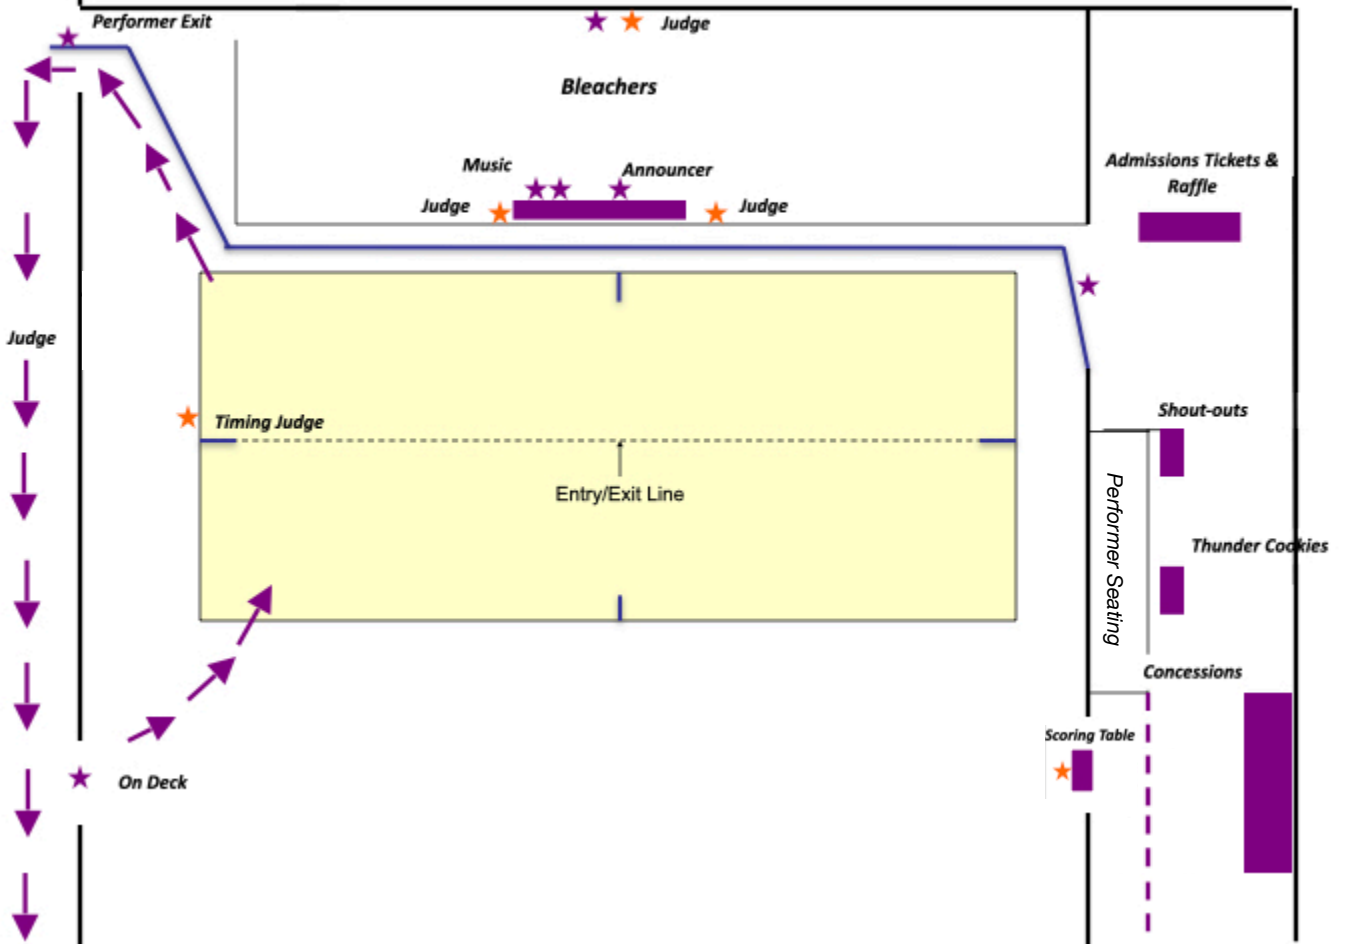 Performer Exit
Judge
Bleachers
Music
Announcer
Judge
Judge
Admissions Tickets &
Raffle
Judge
Timing Judge
Shout-outs
Entry/Exit Line
Performer Seating
Thunder Cookies
Concessions
Scoring Table
On Deck